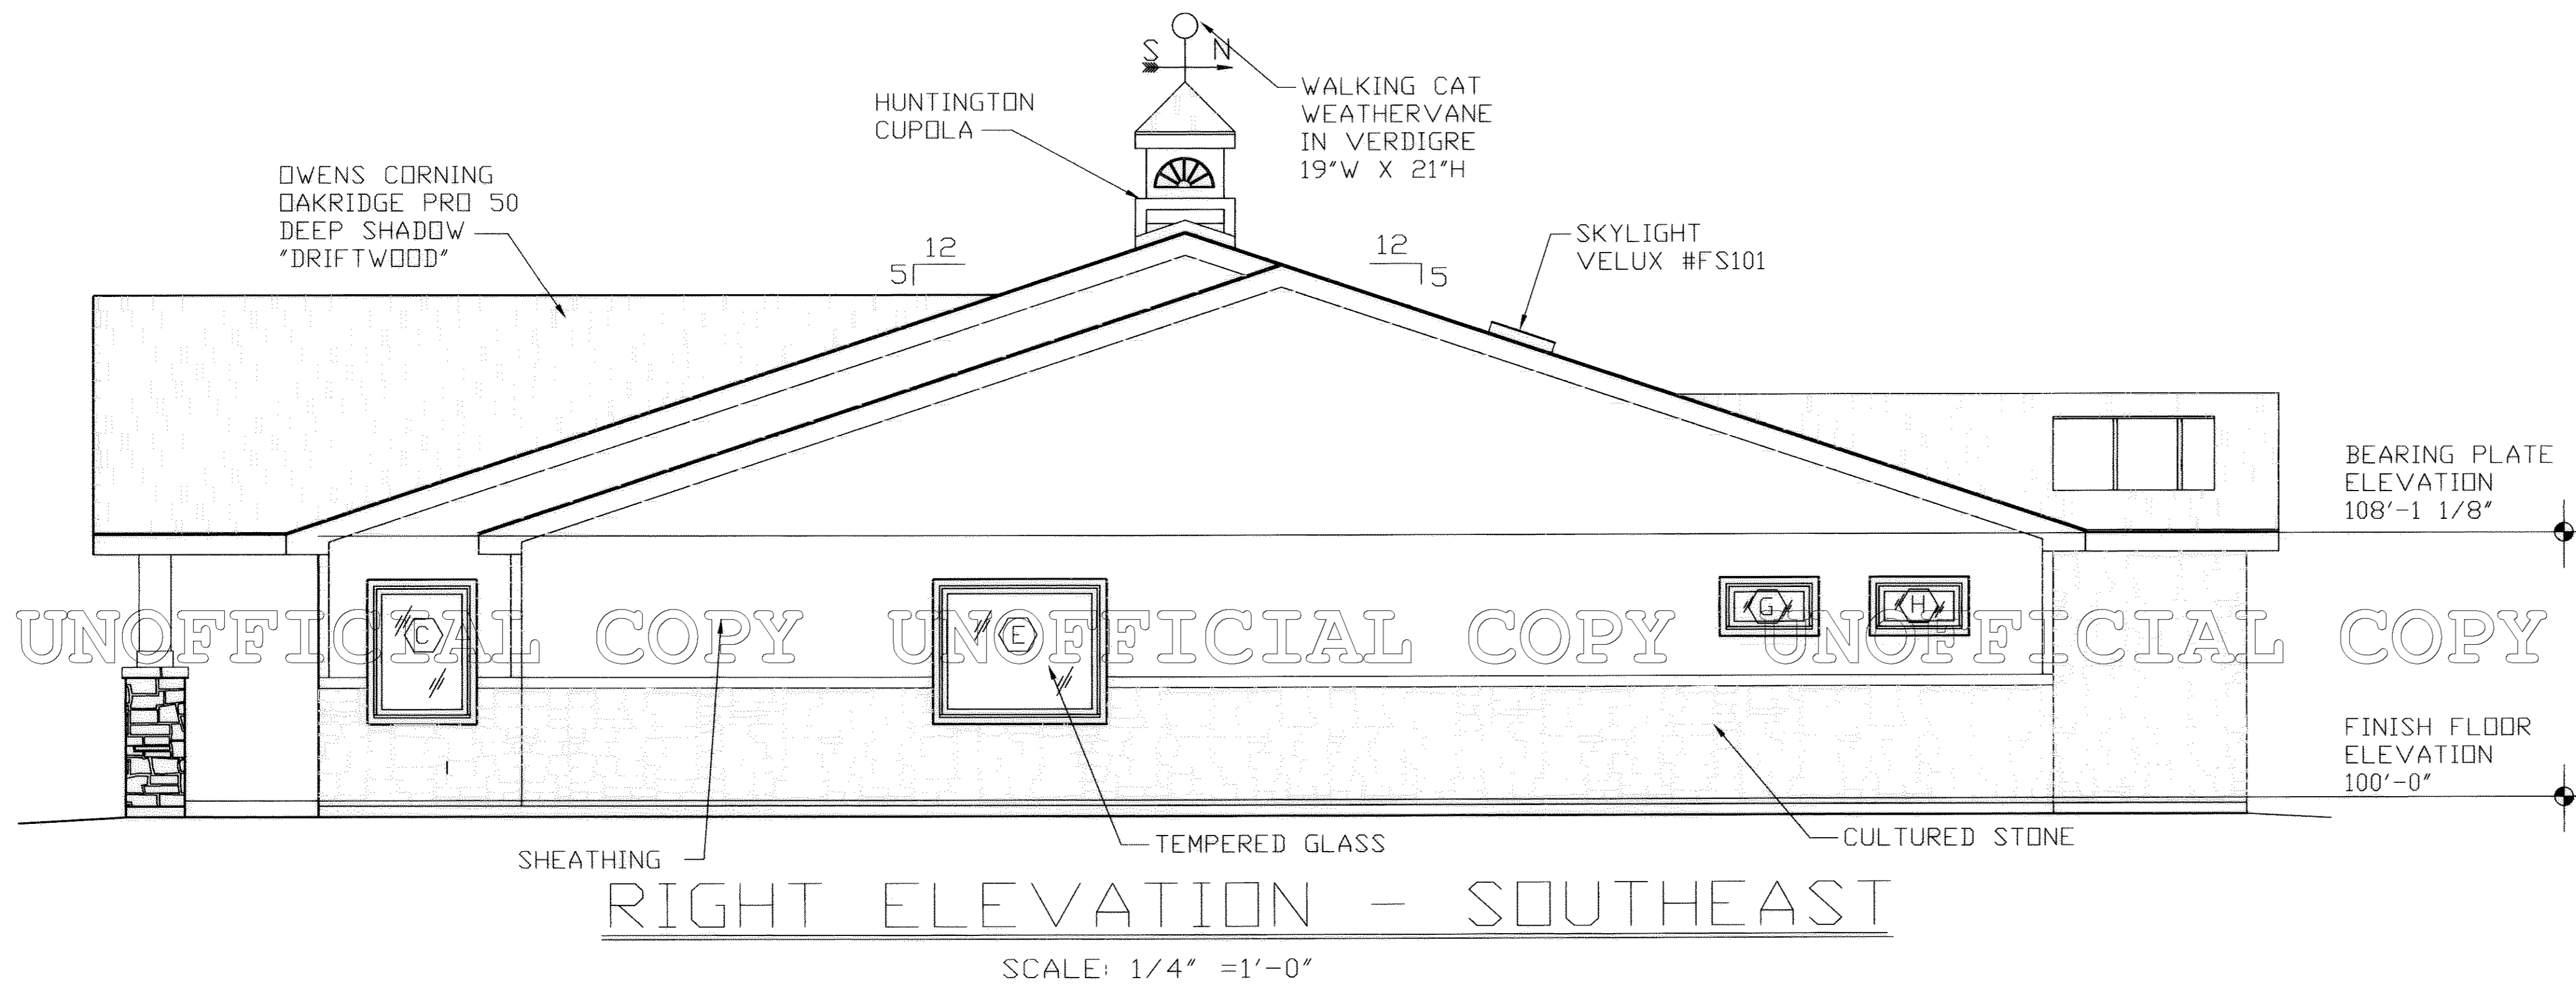 S N
WALKING CAT
WEATHERVANE
IN VERDIGRE
19"W X 21"H
HUNTINGTON
CUPOLA
OWENS CORNING
OAKRIDGE PRO 50
DEEP SHADOW
"DRIFTWOOD"
12
5
12
5
SKYLIGHT
VELUX #FS101
BEARING PLATE
ELEVATION
108'-1 1/8"
C
E
G
H
UNOFFICIAL COPY UNOFFICIAL COPY UNOFFICIAL COPY
FINISH FLOOR
ELEVATION
100'-0"
SHEATHING
TEMPERED GLASS
CULTURED STONE
RIGHT ELEVATION - SOUTHEAST
SCALE: 1/4" =1'-0"